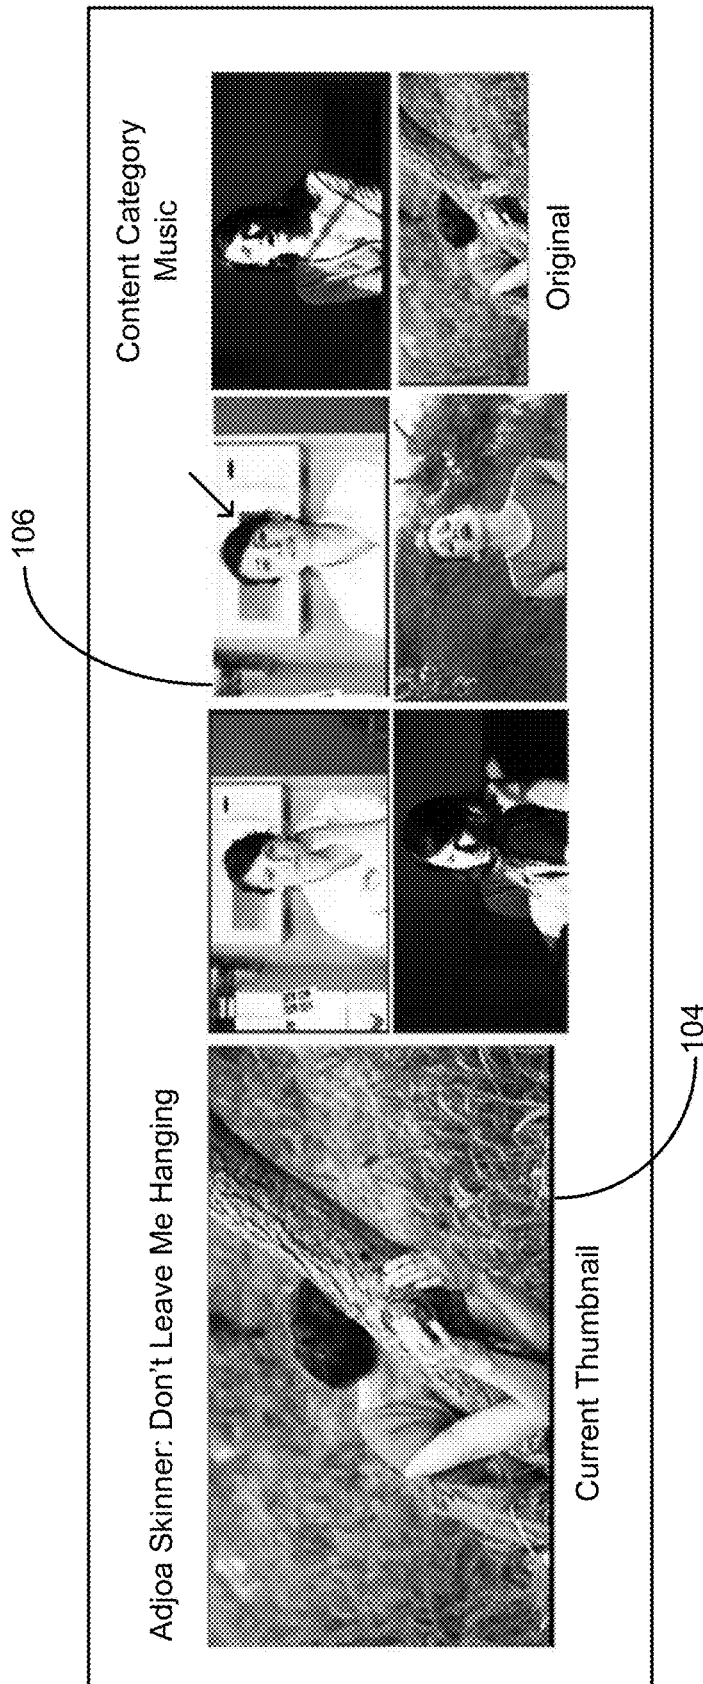 Adjoa Skinner: Don't Leave Me Hanging
Content Category
Music
106
Current Thumbnail
Original
104